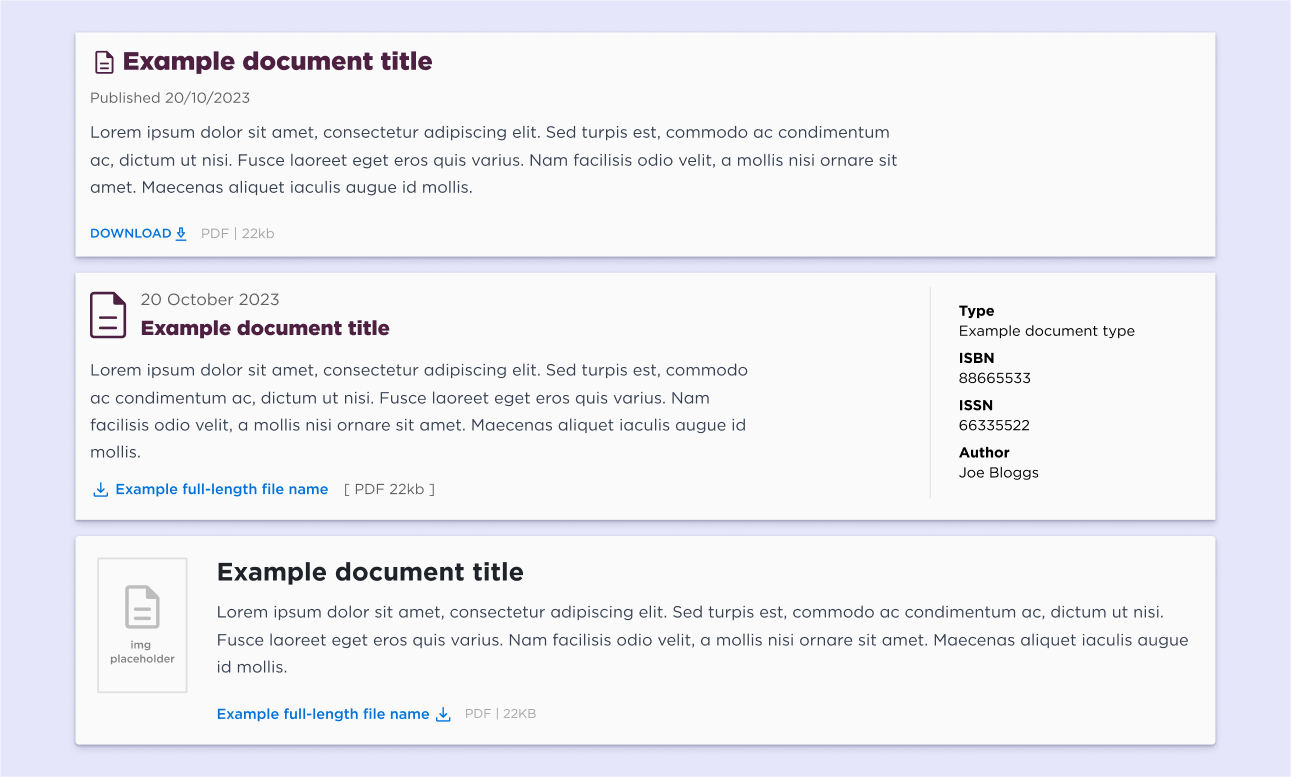 Example document title
Published 20/10/2023
Lorem ipsum dolor sit amet, consectetur adipiscing elit. Sed turpis est, commodo ac condimentum
ac, dictum ut nisi. Fusce laoreet eget eros quis varius. Nam facilisis odio velit, a mollis nisi ornare sit
amet. Maecenas aliquet iaculis augue id mollis.
DOWNLOAD PDF | 22kb
20 October 2023
Example document title
Lorem ipsum dolor sit amet, consectetur adipiscing elit. Sed turpis est, commodo
ac condimentum ac, dictum ut nisi. Fusce laoreet eget eros quis varius. Nam
facilisis odio velit, a mollis nisi ornare sit amet. Maecenas aliquet iaculis augue id
mollis.
Example full-length file name [ PDF 22kb ]
Type
Example document type
ISBN
88665533
ISSN
66335522
Author
Joe Bloggs
img
placeholder
Example document title
Lorem ipsum dolor sit amet, consectetur adipiscing elit. Sed turpis est, commodo ac condimentum ac, dictum ut nisi.
Fusce laoreet eget eros quis varius. Nam facilisis odio velit, a mollis nisi ornare sit amet. Maecenas aliquet iaculis augue
id mollis.
Example full-length file name PDF | 22KB